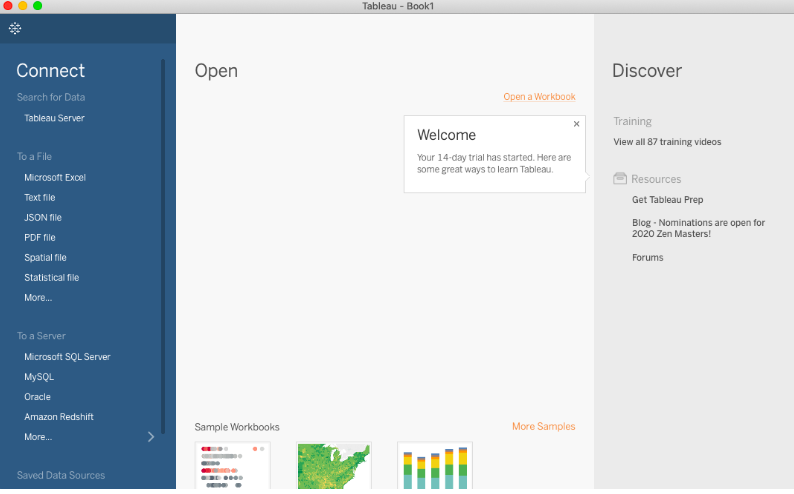 Tableau - Book1
Connect
Search for Data
Tableau Server
To a File
Microsoft Excel
Text file
JSON file
PDF file
Spatial file
Statistical file
More...
To a Server
Microsoft SQL Server
MySQL
Oracle
Amazon Redshift
More...
Saved Data Sources
Open
Open a Workbook
Welcome
Your 14-day trial has started. Here are
some great ways to learn Tableau.
Sample Workbooks
More Samples
Discover
Training
View all 87 training videos
Resources
Get Tableau Prep
Blog - Nominations are open for
2020 Zen Masters!
Forums